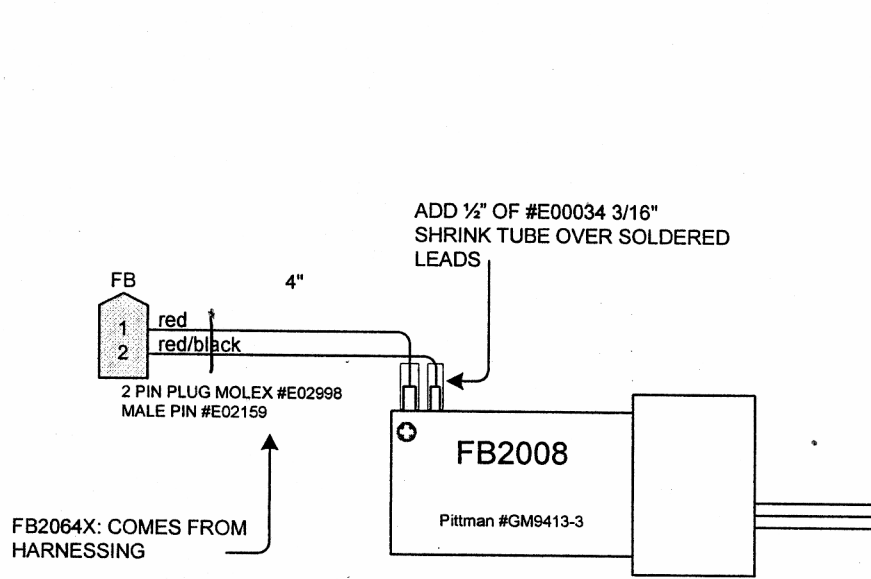 ADD ½" OF #E00034 3/16"
SHRINK TUBE OVER SOLDERED
LEADS
FB
4"
1
red
2
red/black
2 PIN PLUG MOLEX #E02998
MALE PIN #E02159
FB2008
Pittman #GM9413-3
FB2064X: COMES FROM
HARNESSING